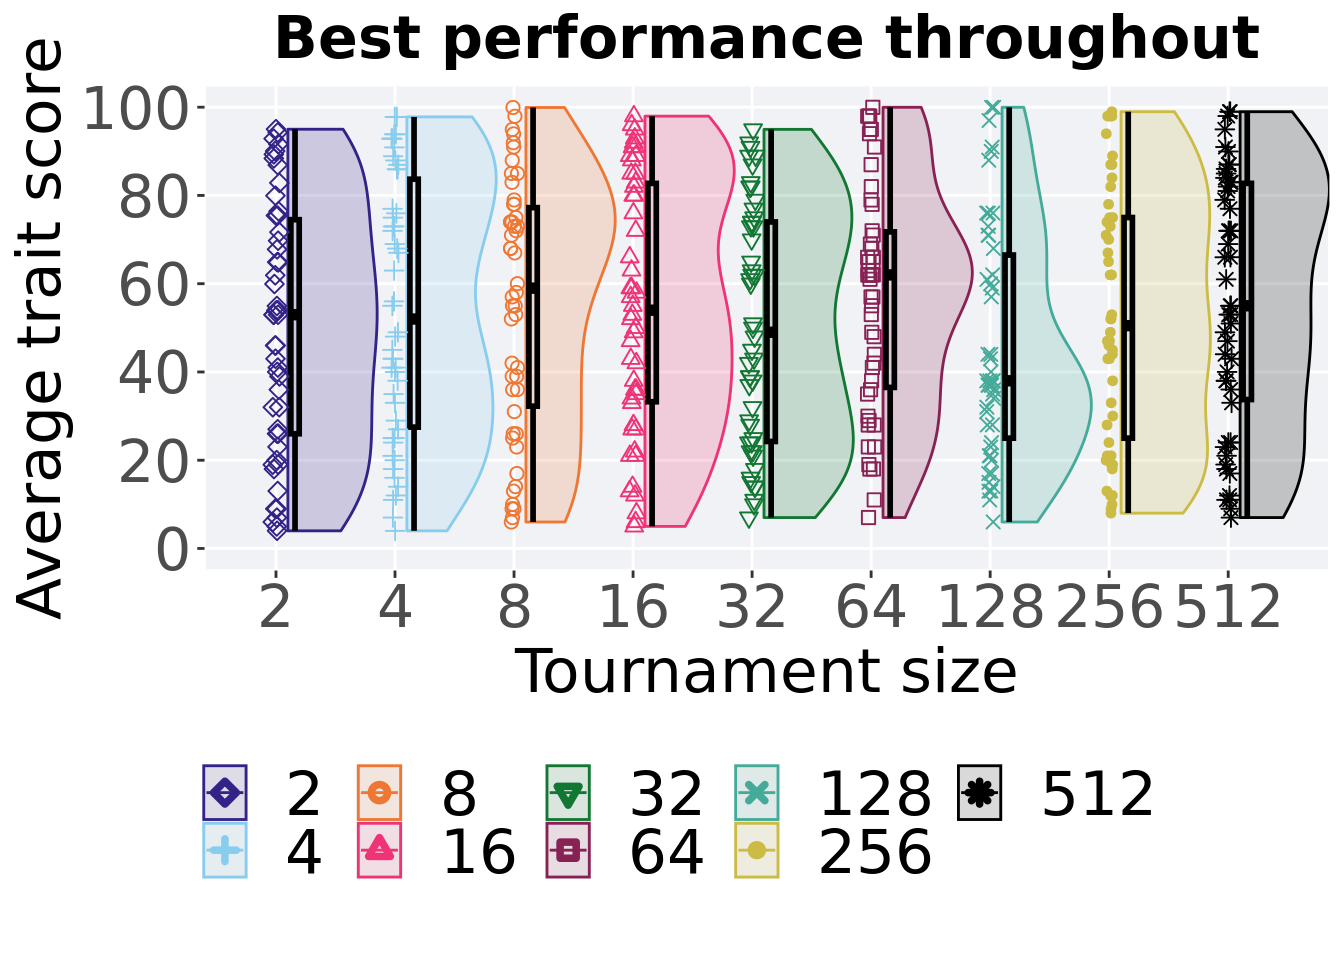 Best performance throughout
Average trait score
100
80
60
40
20
0
2 4 8 16 32 64 128 256 512
Tournament size
2 8 32 128 512
4 16 64 256